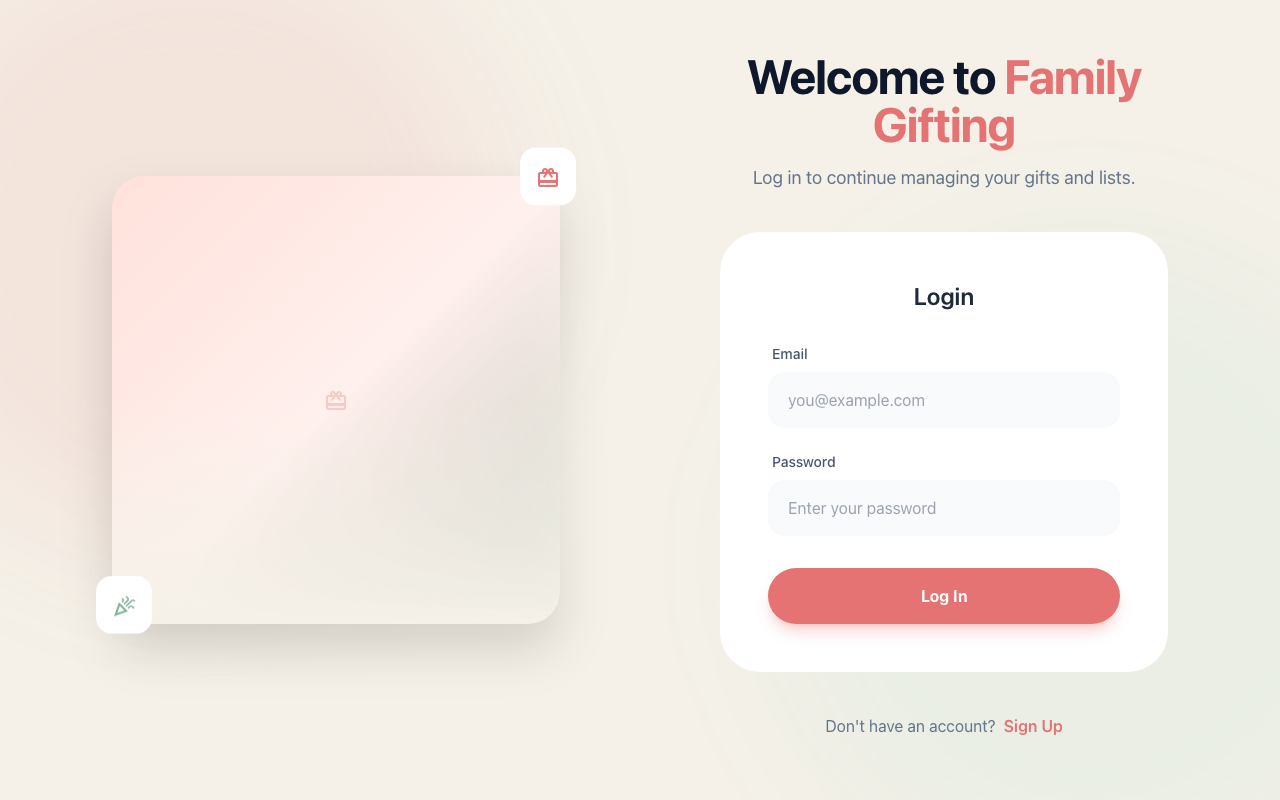 Welcome to Family
Gifting
Log in to continue managing your gifts and lists.
Login
Email
you@example.com
Password
Enter your password
Log In
Don't have an account? Sign Up